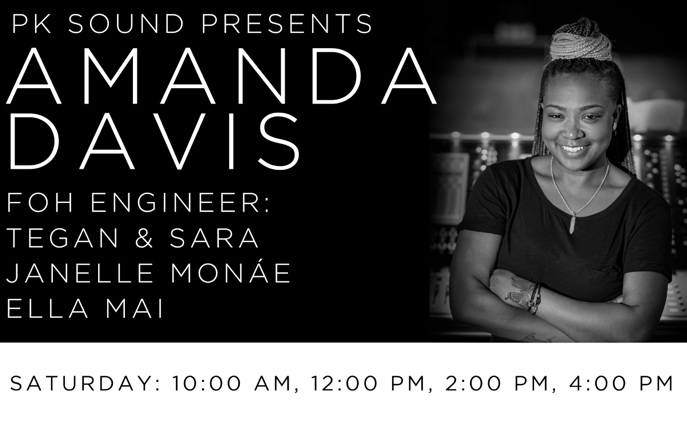 PK SOUND PRESENTS
AMANDA
DAVIS
FOH ENGINEER:
TEGAN & SARA
JANELLE MONÁE
ELLA MAI
SATURDAY: 10:00 AM, 12:00 PM, 2:00 PM, 4:00 PM